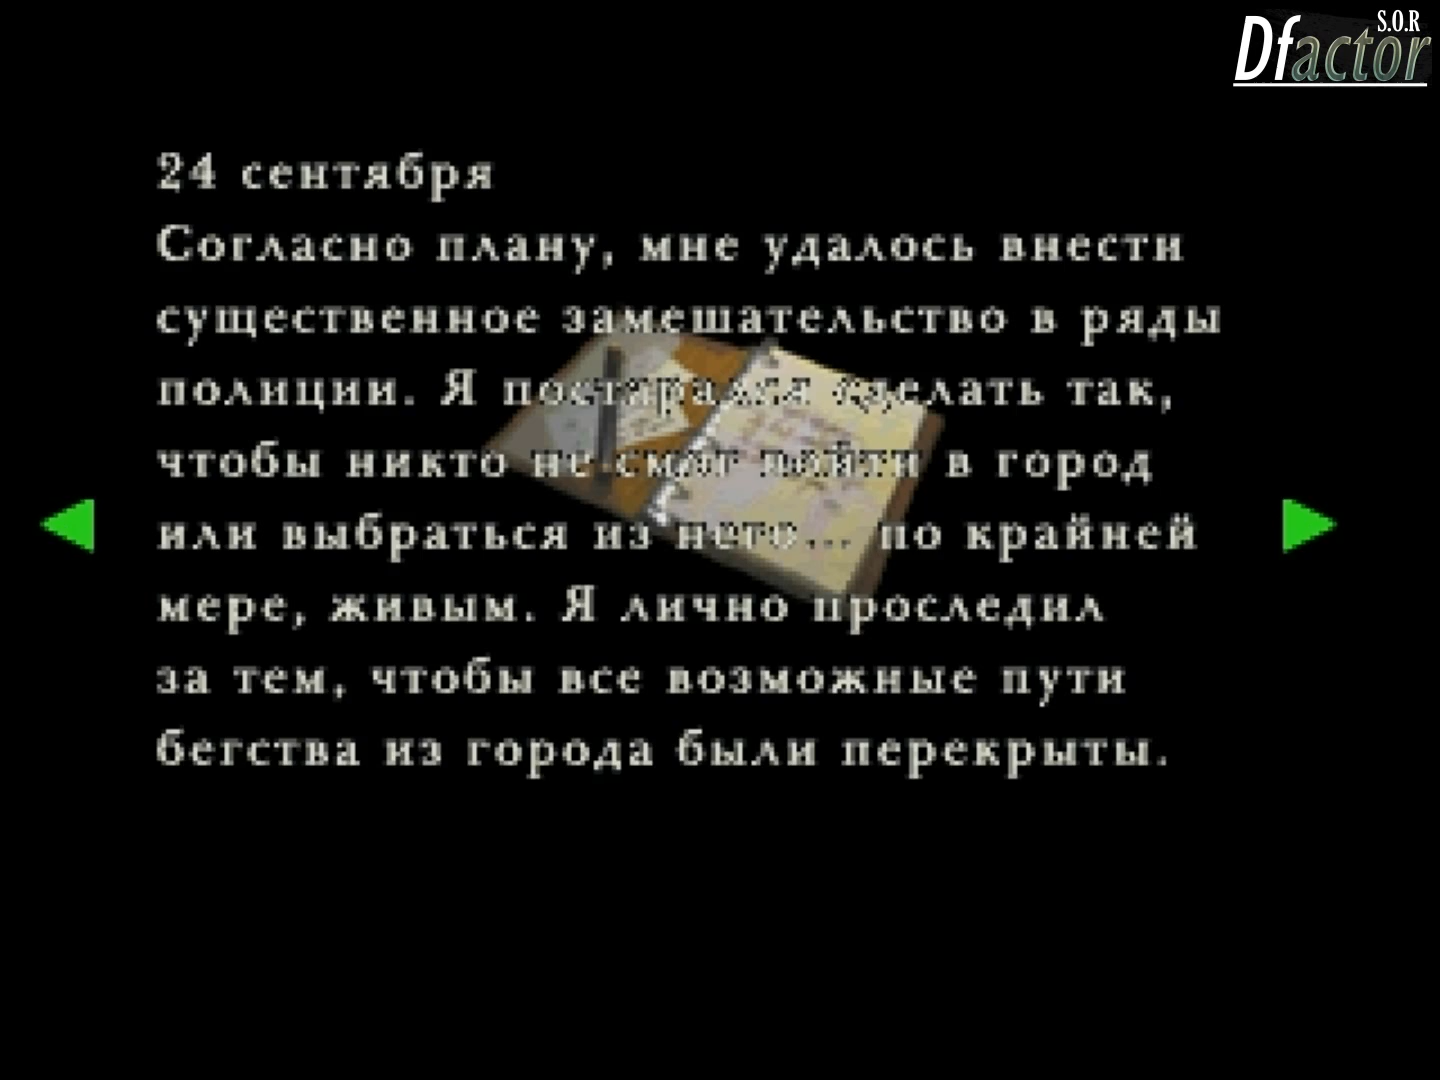 S.O.R
Dfactor
24 сентября
Согласно плану, мне удалось внести
существенное замешательство в ряды
полиции. Я постарался сделать так,
чтобы никто не смог войти в город
или выбраться из него... по крайней
мере, живым. Я лично проследил
за тем, чтобы все возможные пути
бегства из города были перекрыты.